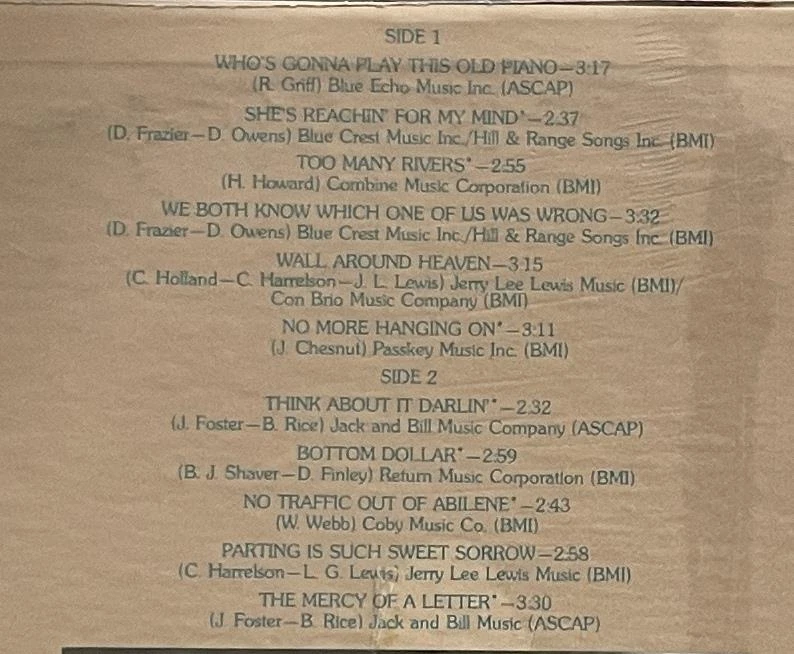 SIDE 1
WHO'S GONNA PLAY THIS OLD PIANO—3:17
(R. Griff) Blue Echo Music Inc. (ASCAP)
SHE'S REACHIN' FOR MY MIND*—2:37
(D. Frazier—D. Owens) Blue Crest Music Inc./Hill & Range Songs Inc. (BMI)
TOO MANY RIVERS*—2:55
(H. Howard) Combine Music Corporation (BMI)
WE BOTH KNOW WHICH ONE OF US WAS WRONG—3:32
(D. Frazier—D. Owens) Blue Crest Music Inc./Hill & Range Songs Inc. (BMI)
WALL AROUND HEAVEN—3:15
(C. Holland—C. Harrelson—J. L. Lewis) Jerry Lee Lewis Music (BMI)/
Con Brio Music Company (BMI)
NO MORE HANGING ON*—3:11
(J. Chesnut) Passkey Music Inc. (BMI)
SIDE 2
THINK ABOUT IT DARLIN'*—2:32
(J. Foster—B. Rice) Jack and Bill Music Company (ASCAP)
BOTTOM DOLLAR*—2:59
(B. J. Shaver—D. Finley) Return Music Corporation (BMI)
NO TRAFFIC OUT OF ABILENE*—2:43
(W. Webb) Coby Music Co. (BMI)
PARTING IS SUCH SWEET SORROW—2:58
(C. Harrelson—L. G. Lewis) Jerry Lee Lewis Music (BMI)
THE MERCY OF A LETTER*—3:30
(J. Foster—B. Rice) Jack and Bill Music (ASCAP)